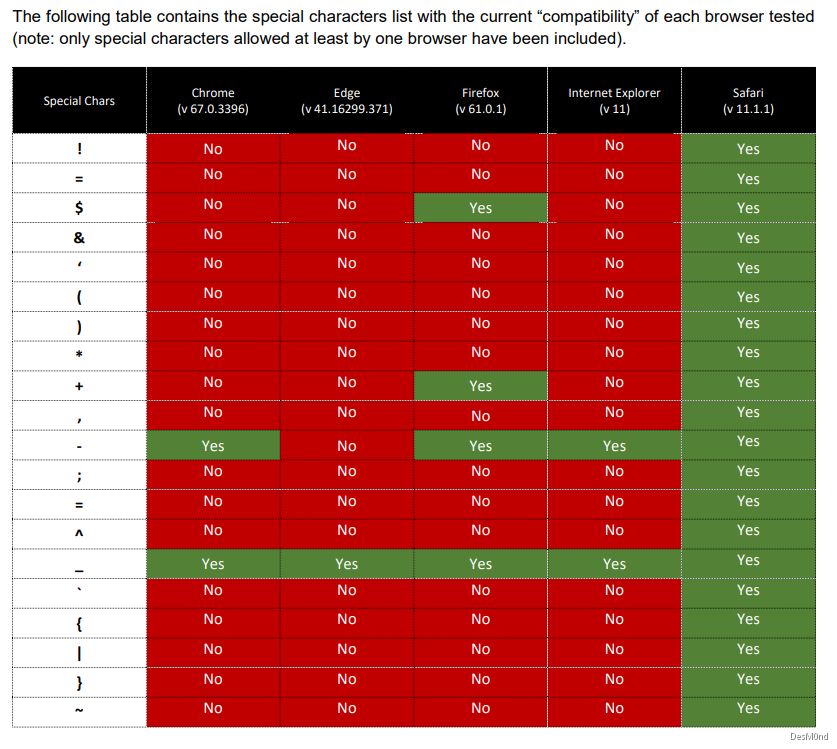 The following table contains the special characters list with the current “compatibility” of each browser tested
(note: only special characters allowed at least by one browser have been included).
Special Chars Chrome (v 67.0.3396) Edge (v 41.16299.371) Firefox (v 61.0.1) Internet Explorer (v 11) Safari (v 11.1.1)
! No No No No Yes
= No No No No Yes
$ No No Yes No Yes
& No No No No Yes
‘ No No No No Yes
( No No No No Yes
) No No No No Yes
* No No No No Yes
+ No No Yes No Yes
, No No No No Yes
- Yes No Yes Yes Yes
; No No No No Yes
= No No No No Yes
^ No No No No Yes
_ Yes Yes Yes Yes Yes
` No No No No Yes
{ No No No No Yes
| No No No No Yes
} No No No No Yes
~ No No No No Yes
DesM0nd